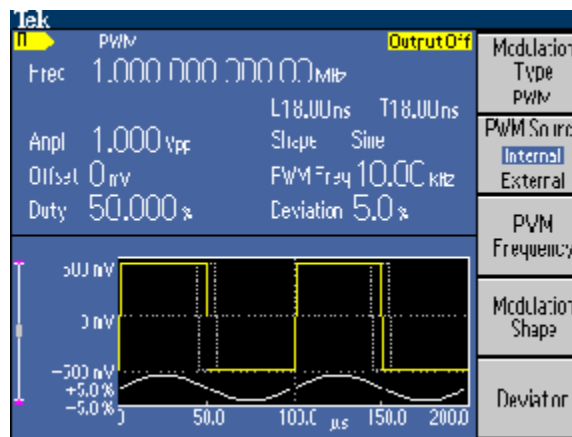 Tek
PWM
Output Off
Freq 1.000 000 000 00 MHz
L18.00ns T18.00ns
Ampl 1.000 Vpp
Shape Sine
Offset 0 mV
PWM Freq 10.00 kHz
Duty 50.000 %
Deviation 5.0 %
500 mV
0 mV
-500 mV
+5.0 %
-5.0 %
0 50.0 100.0 µs 150.0 200.0
Modulation
Type
PWM
PWM Sourc
Internal
External
PWM
Frequency
Modulation
Shape
Deviation